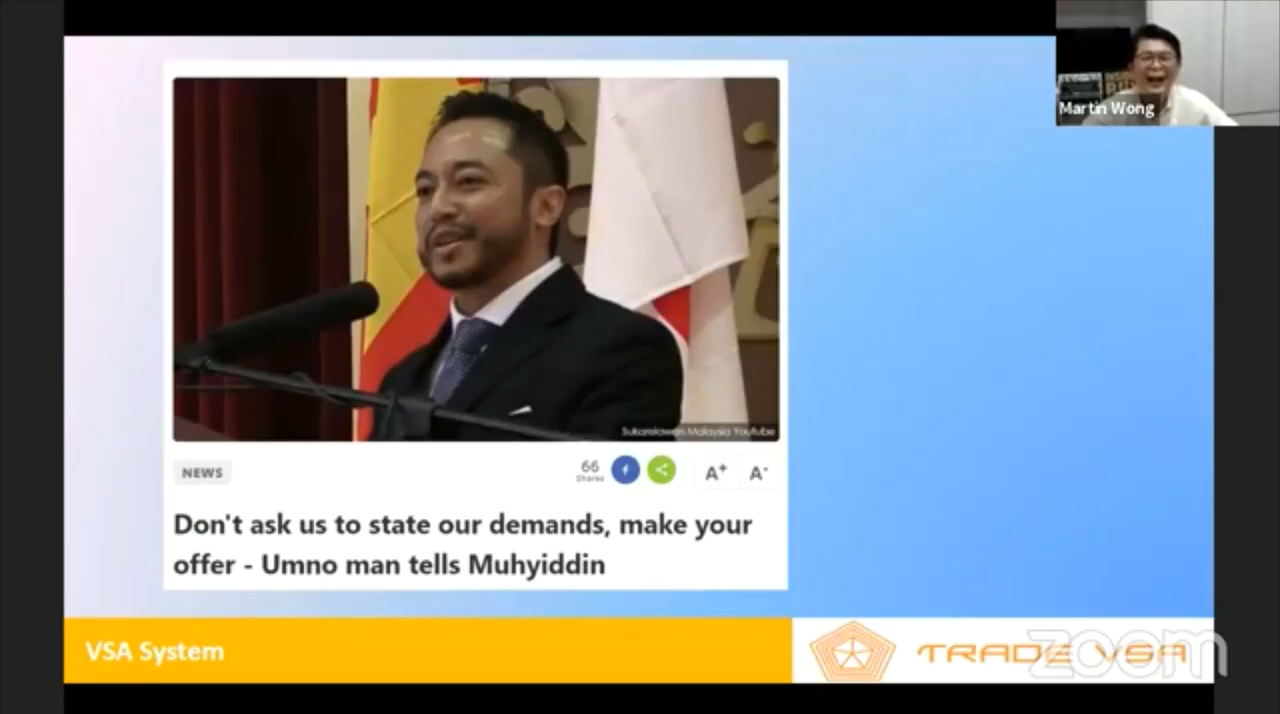 Martin Wong
Sukanslawan Malaysia Youtube
NEWS
66
Shares
A+ A-
Don't ask us to state our demands, make your
offer - Umno man tells Muhyiddin
VSA System
TRADE VSA
zoom